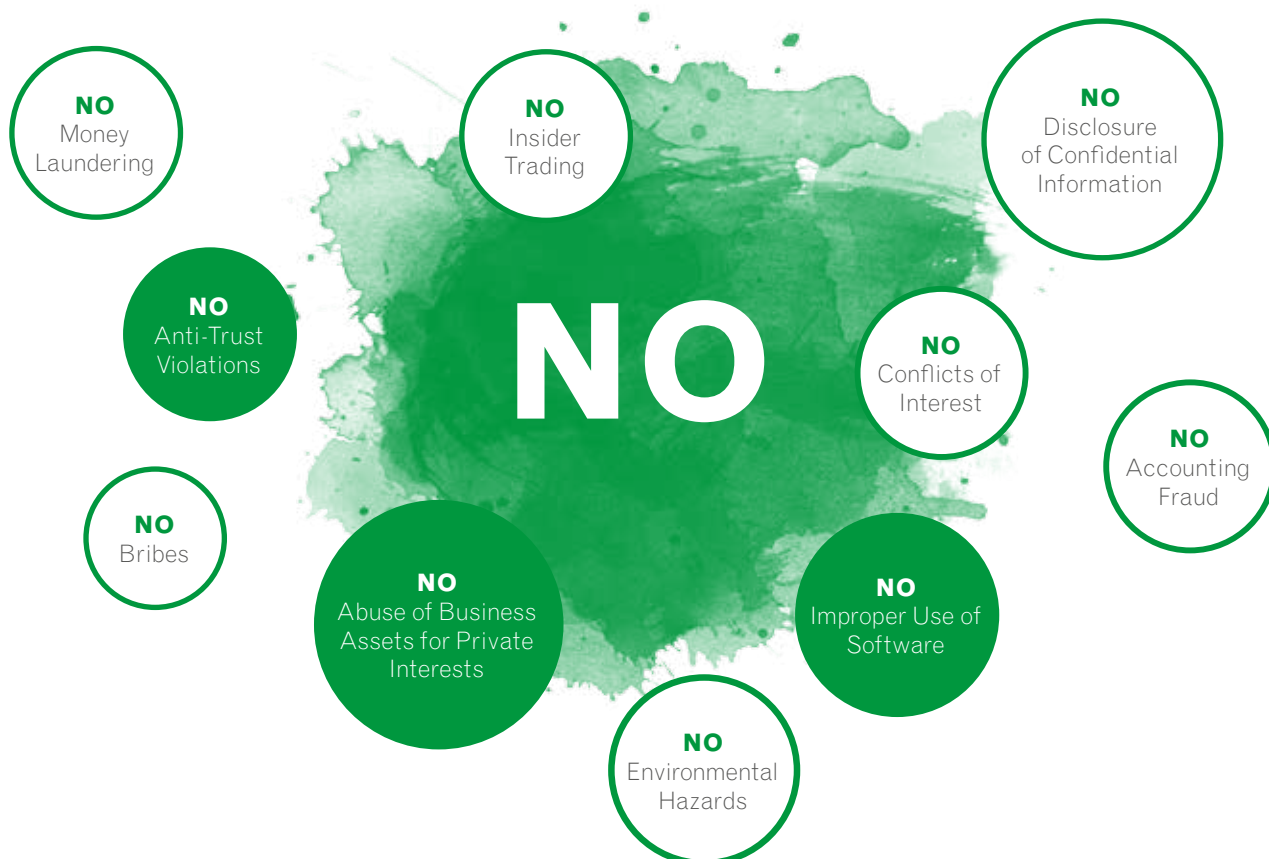 NO
Money
Laundering
NO
Insider
Trading
NO
Disclosure
of Confidential
Information
NO
Anti-Trust
Violations
NO
NO
Conflicts of
Interest
NO
Accounting
Fraud
NO
Bribes
NO
Abuse of Business
Assets for Private
Interests
NO
Improper Use of
Software
NO
Environmental
Hazards